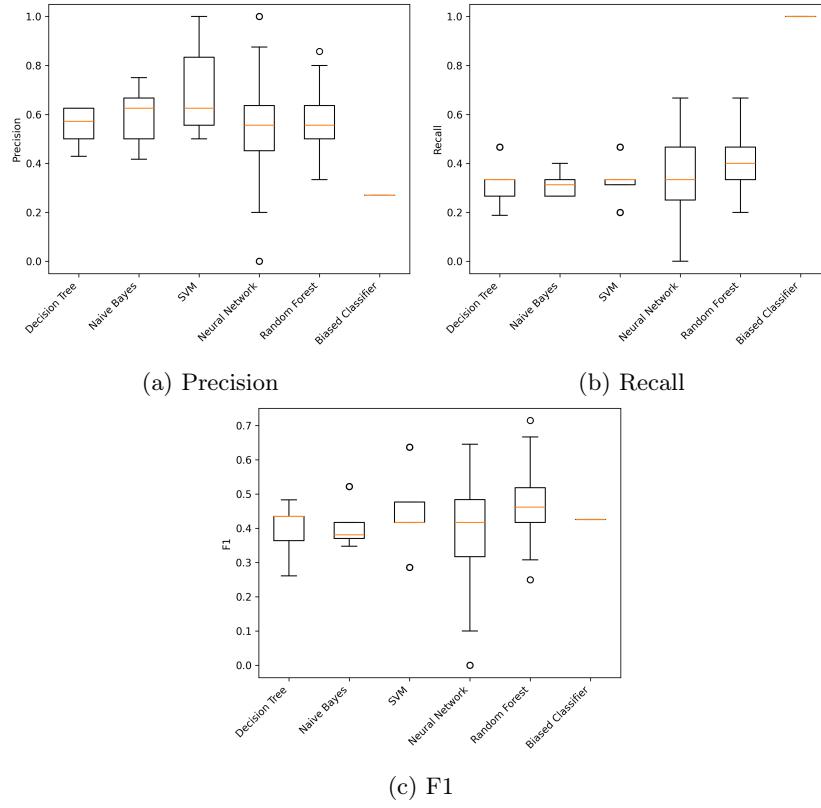 1.0
0.8
0.6
0.4
0.2
0.0
Precision
Decision Tree
Naive Bayes
SVM
Neural Network
Random Forest
Biased Classifier
(a) Precision
1.0
0.8
0.6
0.4
0.2
0.0
Recall
Decision Tree
Naive Bayes
SVM
Neural Network
Random Forest
Biased Classifier
(b) Recall
0.7
0.6
0.5
0.4
0.3
0.2
0.1
0.0
F1
Decision Tree
Naive Bayes
SVM
Neural Network
Random Forest
Biased Classifier
(c) F1